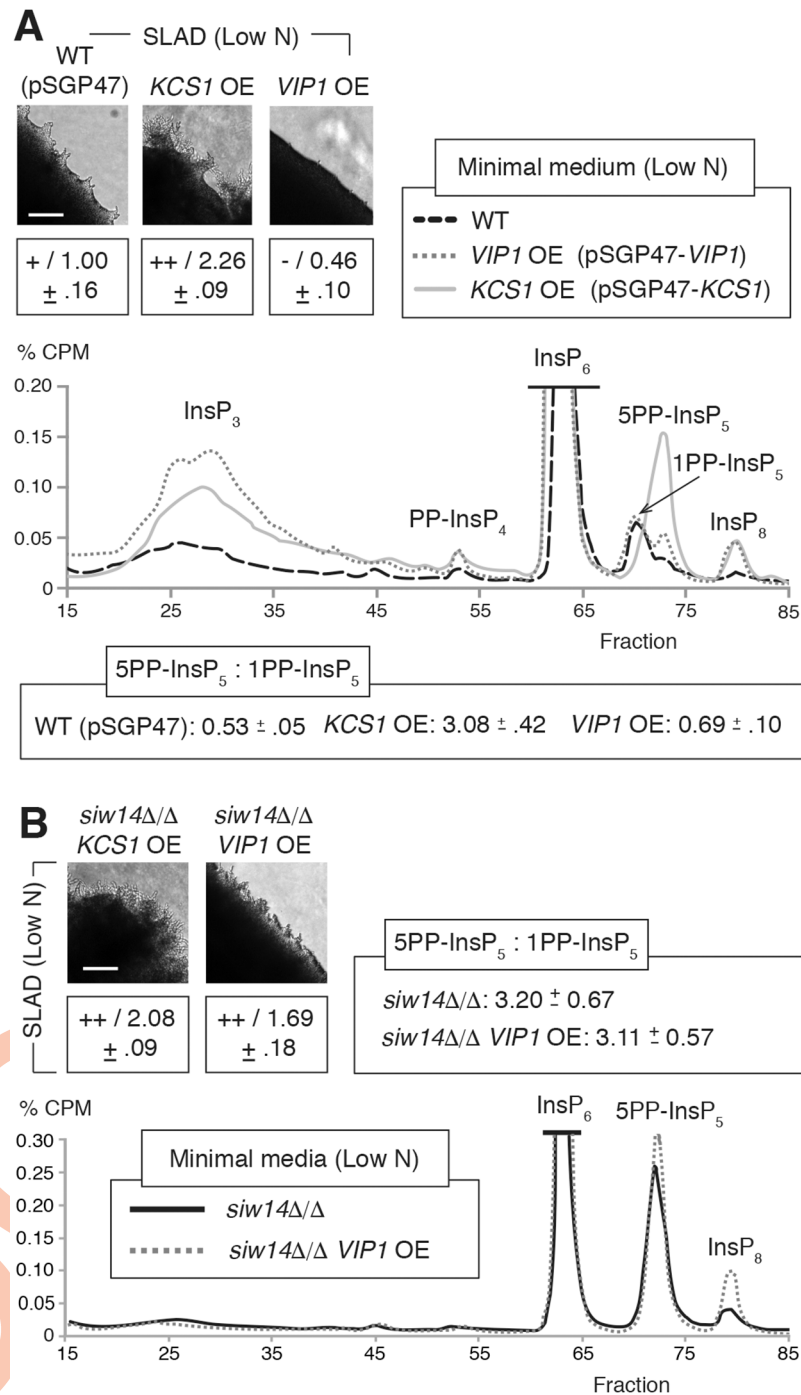 A
SLAD (Low N)
WT
(pSGP47)
KCS1 OE
VIP1 OE
+ / 1.00
± .16
++ / 2.26
± .09
- / 0.46
± .10
Minimal medium (Low N)
WT
VIP1 OE (pSGP47-VIP1)
KCS1 OE (pSGP47-KCS1)
% CPM
0.20
0.15
0.10
0.05
0
InsP3
PP-InsP4
InsP6
5PP-InsP5
1PP-InsP5
InsP8
15 25 35 45 55 65 75 85
Fraction
5PP-InsP5 : 1PP-InsP5
WT (pSGP47): 0.53 ± .05 KCS1 OE: 3.08 ± .42 VIP1 OE: 0.69 ± .10
B
siw14Δ/Δ
KCS1 OE
siw14Δ/Δ
VIP1 OE
SLAD (Low N)
++ / 2.08
± .09
++ / 1.69
± .18
5PP-InsP5 : 1PP-InsP5
siw14Δ/Δ: 3.20 ± 0.67
siw14Δ/Δ VIP1 OE: 3.11 ± 0.57
% CPM
0.30
0.25
0.20
0.15
0.10
0.05
0
Minimal media (Low N)
siw14Δ/Δ
siw14Δ/Δ VIP1 OE
InsP6
5PP-InsP5
InsP8
15 25 35 45 55 65 75 85
Fraction